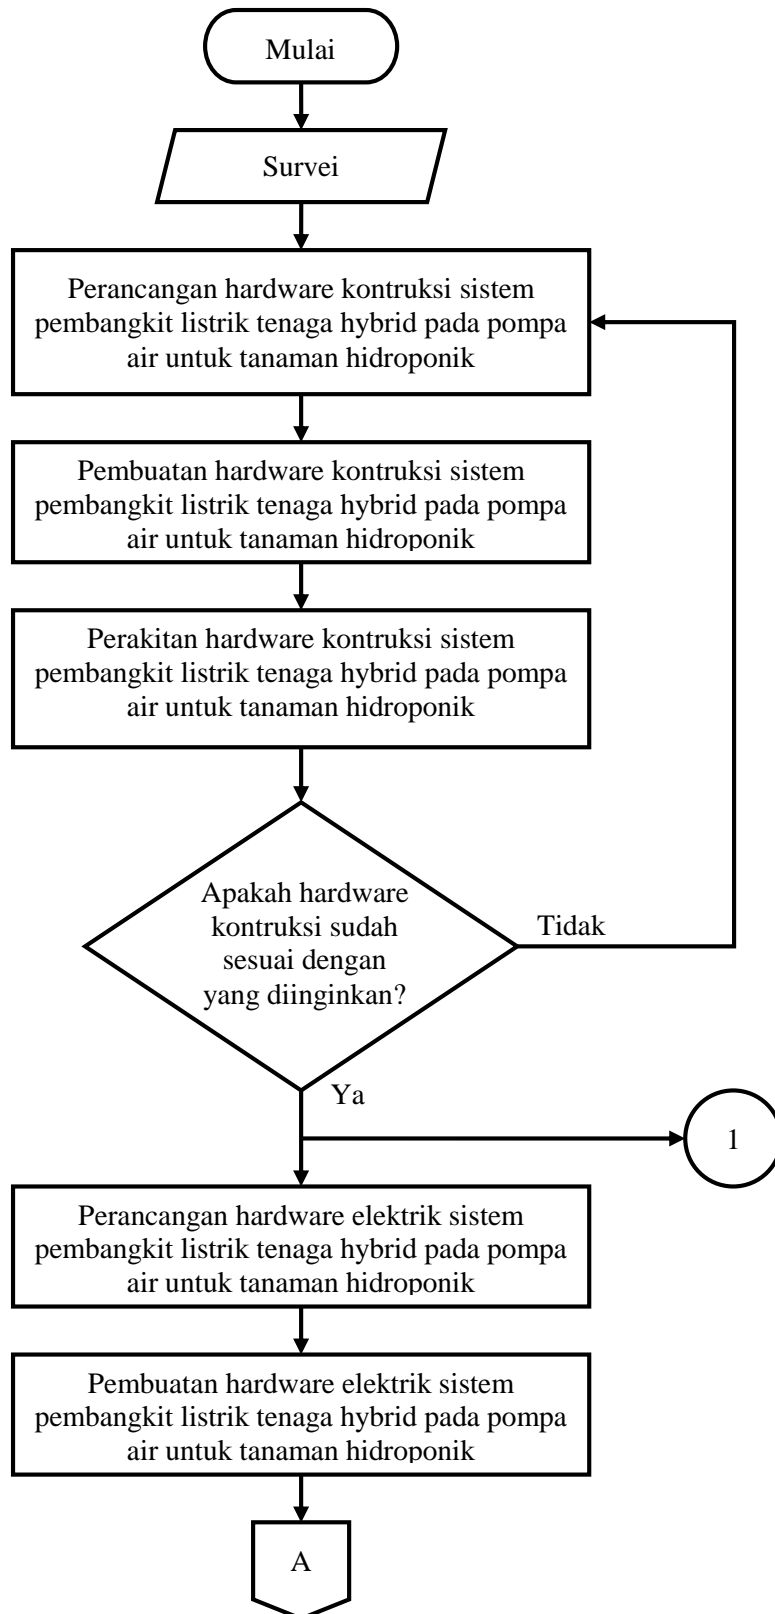 Mulai
Survei
Perancangan hardware kontruksi sistem
pembangkit listrik tenaga hybrid pada pompa
air untuk tanaman hidroponik
Pembuatan hardware kontruksi sistem
pembangkit listrik tenaga hybrid pada pompa
air untuk tanaman hidroponik
Perakitan hardware kontruksi sistem
pembangkit listrik tenaga hybrid pada pompa
air untuk tanaman hidroponik
Apakah hardware
kontruksi sudah
sesuai dengan
yang diinginkan?
Tidak
Ya
1
Perancangan hardware elektrik sistem
pembangkit listrik tenaga hybrid pada pompa
air untuk tanaman hidroponik
Pembuatan hardware elektrik sistem
pembangkit listrik tenaga hybrid pada pompa
air untuk tanaman hidroponik
A